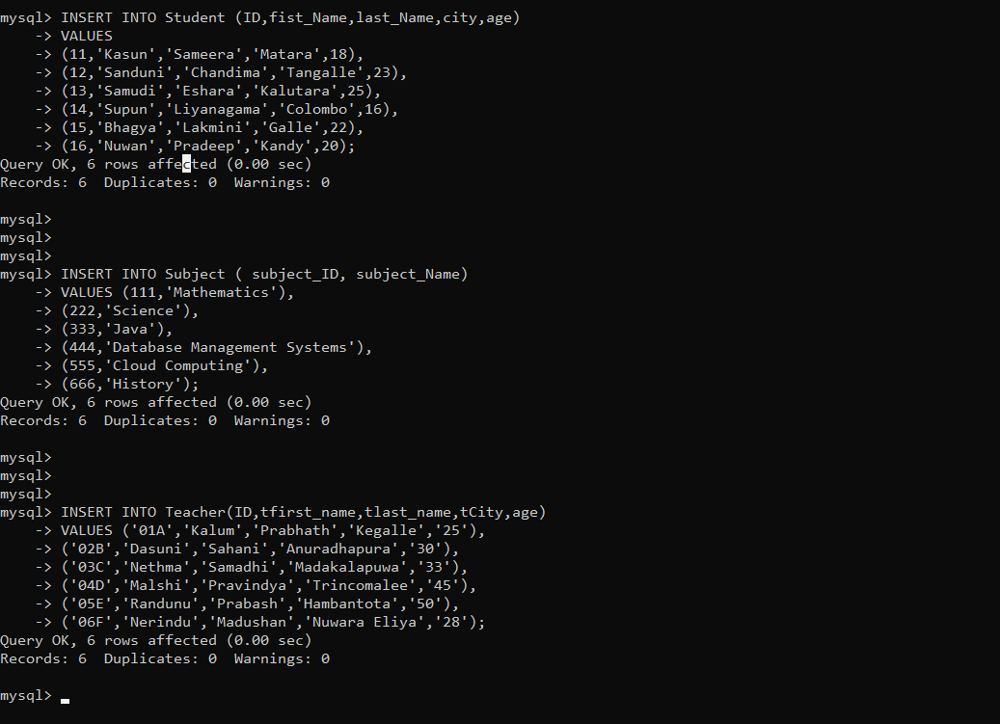 mysql> INSERT INTO Student (ID,fist_Name,last_Name,city,age)
    -> VALUES
    -> (11,'Kasun','Sameera','Matara',18),
    -> (12,'Sanduni','Chandima','Tangalle',23),
    -> (13,'Samudi','Eshara','Kalutara',25),
    -> (14,'Supun','Liyanagama','Colombo',16),
    -> (15,'Bhagya','Lakmini','Galle',22),
    -> (16,'Nuwan','Pradeep','Kandy',20);
Query OK, 6 rows affected (0.00 sec)
Records: 6  Duplicates: 0  Warnings: 0

mysql>
mysql>
mysql>
mysql> INSERT INTO Subject ( subject_ID, subject_Name)
    -> VALUES (111,'Mathematics'),
    -> (222,'Science'),
    -> (333,'Java'),
    -> (444,'Database Management Systems'),
    -> (555,'Cloud Computing'),
    -> (666,'History');
Query OK, 6 rows affected (0.00 sec)
Records: 6  Duplicates: 0  Warnings: 0

mysql>
mysql>
mysql>
mysql> INSERT INTO Teacher(ID,tfirst_name,tlast_name,tCity,age)
    -> VALUES ('01A','Kalum','Prabhath','Kegalle','25'),
    -> ('02B','Dasuni','Sahani','Anuradhapura','30'),
    -> ('03C','Nethma','Samadhi','Madakalapuwa','33'),
    -> ('04D','Malshi','Pravindya','Trincomalee','45'),
    -> ('05E','Randunu','Prabash','Hambantota','50'),
    -> ('06F','Nerindu','Madushan','Nuwara Eliya','28');
Query OK, 6 rows affected (0.00 sec)
Records: 6  Duplicates: 0  Warnings: 0

mysql>